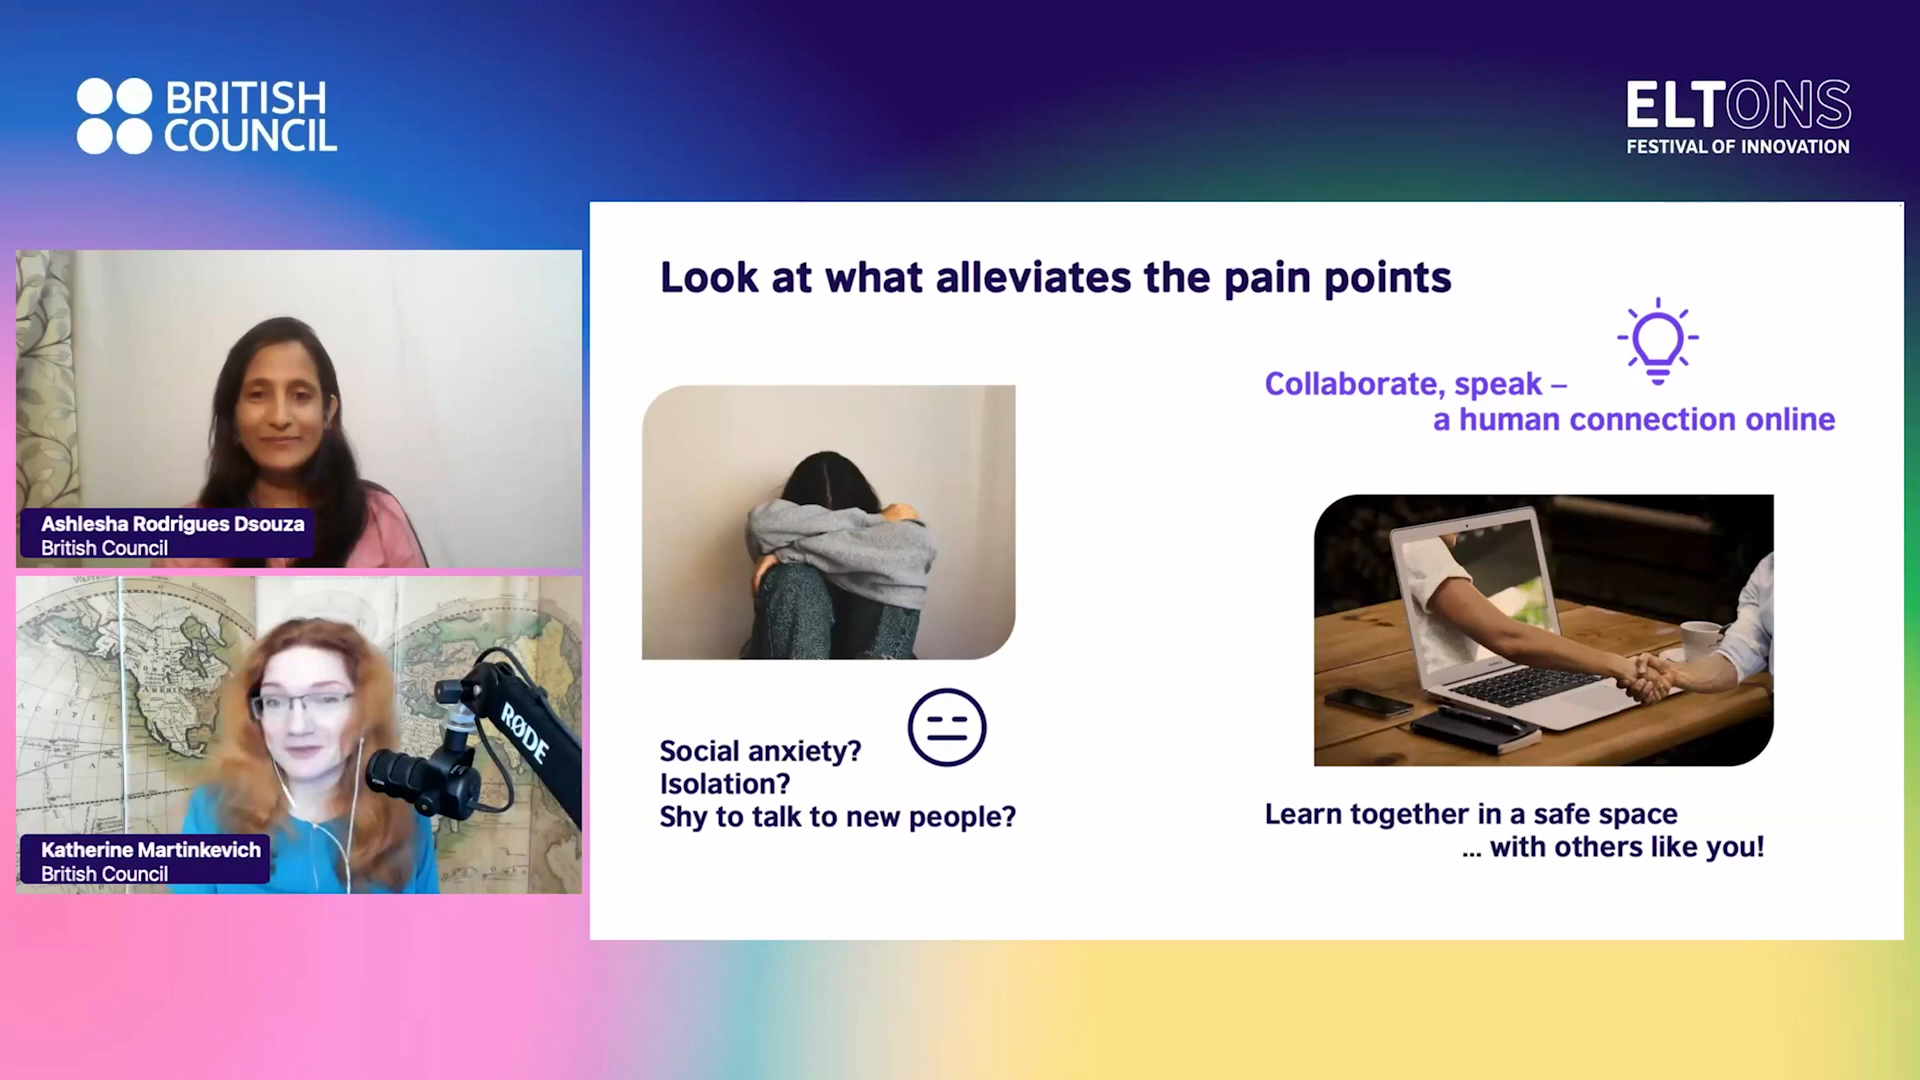 BRITISH
COUNCIL
ELTONS
FESTIVAL OF INNOVATION
Ashlesha Rodrigues Dsouza
British Council
Katherine Martinkevich
British Council
RØDE
Look at what alleviates the pain points
Collaborate, speak –
a human connection online
Social anxiety?
Isolation?
Shy to talk to new people?
Learn together in a safe space
... with others like you!